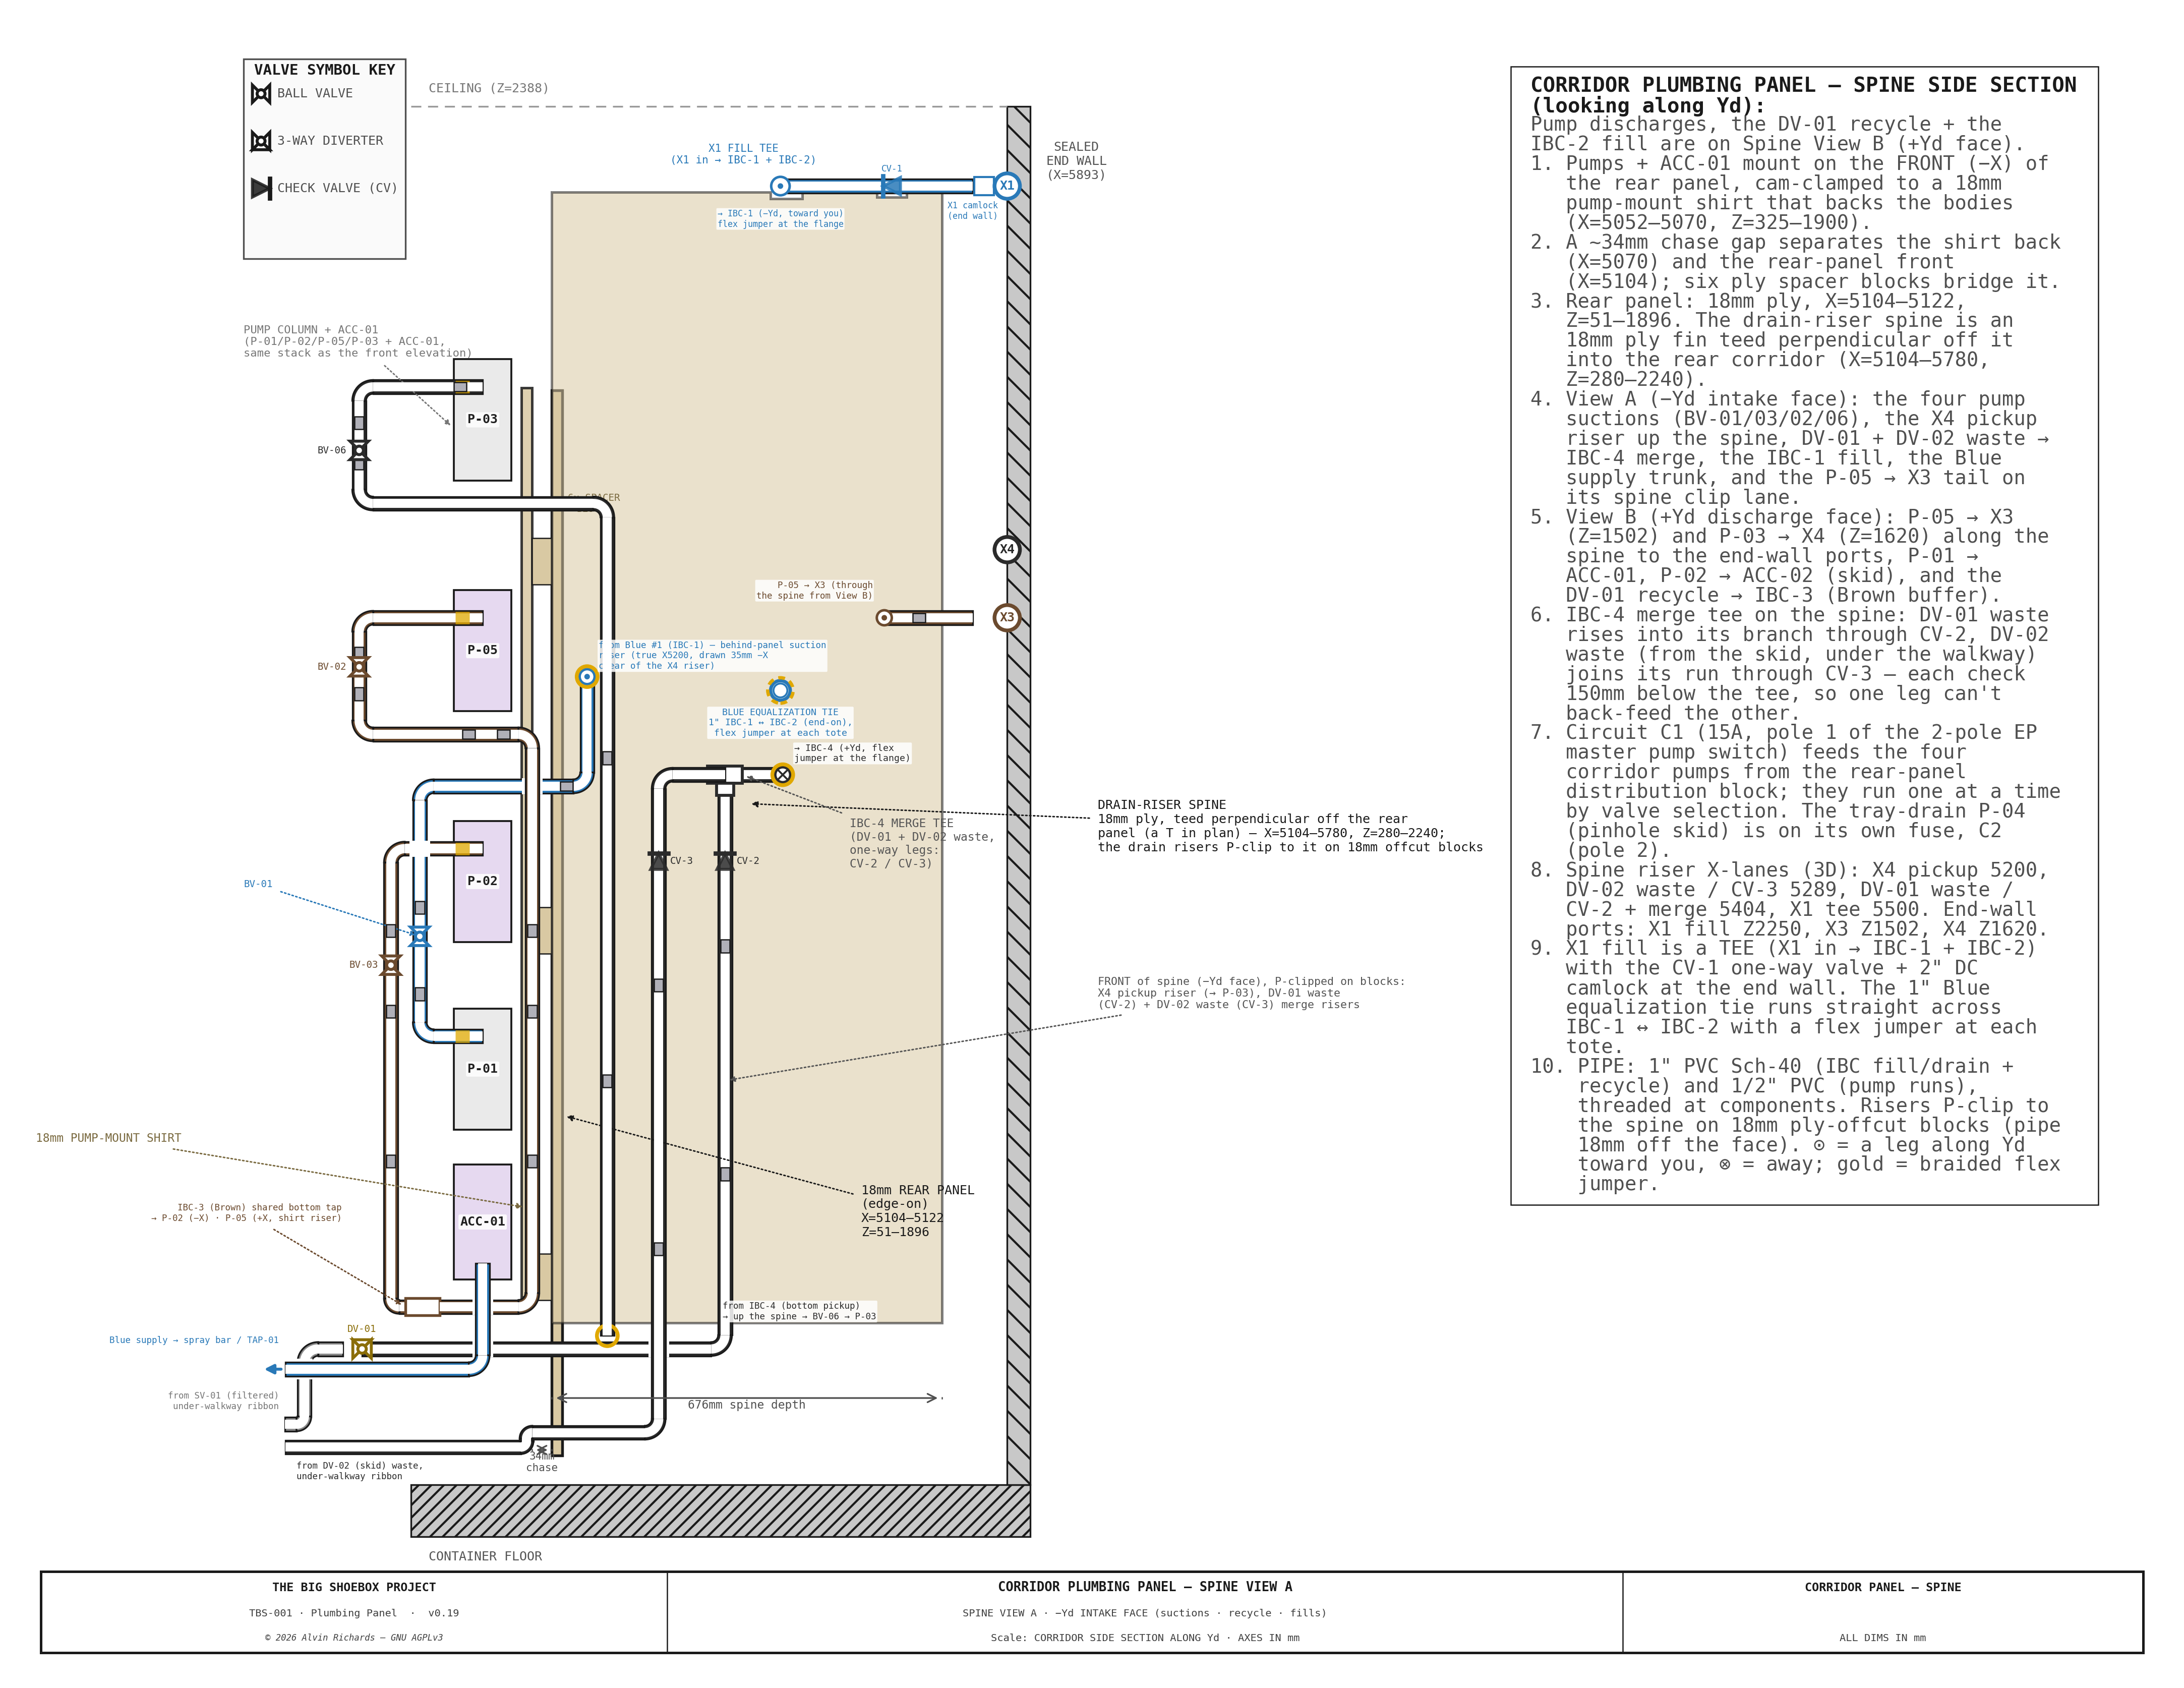 VALVE SYMBOL KEY
BALL VALVE
3-WAY DIVERTER
CHECK VALVE (CV)
CEILING (Z=2388)
SEALED
END WALL
(X=5893)
X1 FILL TEE
(X1 in → IBC-1 + IBC-2)
CV-1
X1
X1 camlock
(end wall)
→ IBC-1 (−Yd, toward you)
flex jumper at the flange
PUMP COLUMN + ACC-01
(P-01/P-02/P-05/P-03 + ACC-01,
same stack as the front elevation)
P-03
BV-06
SPACER
X4
P-05 → X3 (through
the spine from View B)
X3
P-05
BV-02
from Blue #1 (IBC-1) — behind-panel suction
riser (true X5200, drawn 35mm −X
clear of the X4 riser)
BLUE EQUALIZATION TIE
1" IBC-1 ↔ IBC-2 (end-on),
flex jumper at each tote
→ IBC-4 (+Yd, flex
jumper at the flange)
IBC-4 MERGE TEE
(DV-01 + DV-02 waste,
one-way legs:
CV-2 / CV-3)
DRAIN-RISER SPINE
18mm ply, teed perpendicular off the rear
panel (a T in plan) — X=5104–5780, Z=280–2240;
the drain risers P-clip to it on 18mm offcut blocks
CV-3
CV-2
P-02
BV-01
BV-03
FRONT of spine (−Yd face), P-clipped on blocks:
X4 pickup riser (→ P-03), DV-01 waste
(CV-2) + DV-02 waste (CV-3) merge risers
P-01
18mm PUMP-MOUNT SHIRT
18mm REAR PANEL
(edge-on)
X=5104–5122
Z=51–1896
IBC-3 (Brown) shared bottom tap
→ P-02 (−X) · P-05 (+X, shirt riser)
ACC-01
from IBC-4 (bottom pickup)
→ up the spine → BV-06 → P-03
DV-01
Blue supply → spray bar / TAP-01
from SV-01 (filtered)
under-walkway ribbon
676mm spine depth
34mm
chase
from DV-02 (skid) waste,
under-walkway ribbon
CONTAINER FLOOR
CORRIDOR PLUMBING PANEL — SPINE SIDE SECTION
(looking along Yd):
Pump discharges, the DV-01 recycle + the
IBC-2 fill are on Spine View B (+Yd face).
1. Pumps + ACC-01 mount on the FRONT (−X) of
the rear panel, cam-clamped to a 18mm
pump-mount shirt that backs the bodies
(X=5052–5070, Z=325–1900).
2. A ~34mm chase gap separates the shirt back
(X=5070) and the rear-panel front
(X=5104); six ply spacer blocks bridge it.
3. Rear panel: 18mm ply, X=5104–5122,
Z=51–1896. The drain-riser spine is an
18mm ply fin teed perpendicular off it
into the rear corridor (X=5104–5780,
Z=280–2240).
4. View A (−Yd intake face): the four pump
suctions (BV-01/03/02/06), the X4 pickup
riser up the spine, DV-01 + DV-02 waste →
IBC-4 merge, the IBC-1 fill, the Blue
supply trunk, and the P-05 → X3 tail on
its spine clip lane.
5. View B (+Yd discharge face): P-05 → X3
(Z=1502) and P-03 → X4 (Z=1620) along the
spine to the end-wall ports, P-01 →
ACC-01, P-02 → ACC-02 (skid), and the
DV-01 recycle → IBC-3 (Brown buffer).
6. IBC-4 merge tee on the spine: DV-01 waste
rises into its branch through CV-2, DV-02
waste (from the skid, under the walkway)
joins its run through CV-3 — each check
150mm below the tee, so one leg can't
back-feed the other.
7. Circuit C1 (15A, pole 1 of the 2-pole EP
master pump switch) feeds the four
corridor pumps from the rear-panel
distribution block; they run one at a time
by valve selection. The tray-drain P-04
(pinhole skid) is on its own fuse, C2
(pole 2).
8. Spine riser X-lanes (3D): X4 pickup 5200,
DV-02 waste / CV-3 5289, DV-01 waste /
CV-2 + merge 5404, X1 tee 5500. End-wall
ports: X1 fill Z2250, X3 Z1502, X4 Z1620.
9. X1 fill is a TEE (X1 in → IBC-1 + IBC-2)
with the CV-1 one-way valve + 2" DC
camlock at the end wall. The 1" Blue
equalization tie runs straight across
IBC-1 ↔ IBC-2 with a flex jumper at each
tote.
10. PIPE: 1" PVC Sch-40 (IBC fill/drain +
recycle) and 1/2" PVC (pump runs),
threaded at components. Risers P-clip to
the spine on 18mm ply-offcut blocks (pipe
18mm off the face). ⊙ = a leg along Yd
toward you, ⊗ = away; gold = braided flex
jumper.
THE BIG SHOEBOX PROJECT
TBS-001 · Plumbing Panel · v0.19
© 2026 Alvin Richards — GNU AGPLv3
CORRIDOR PLUMBING PANEL — SPINE VIEW A
SPINE VIEW A · −Yd INTAKE FACE (suctions · recycle · fills)
Scale: CORRIDOR SIDE SECTION ALONG Yd · AXES IN mm
CORRIDOR PANEL — SPINE
ALL DIMS IN mm